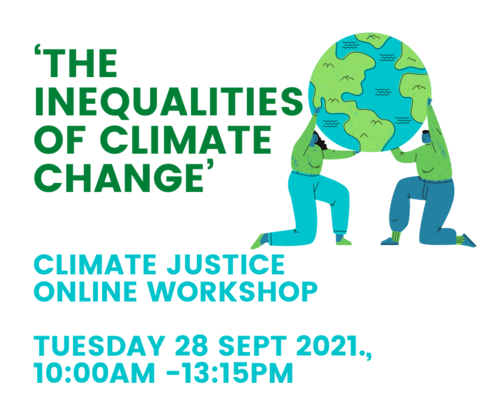 ‘THE
INEQUALITIES
OF CLIMATE
CHANGE’
CLIMATE JUSTICE
ONLINE WORKSHOP
TUESDAY 28 SEPT 2021.,
10:00AM -13:15PM